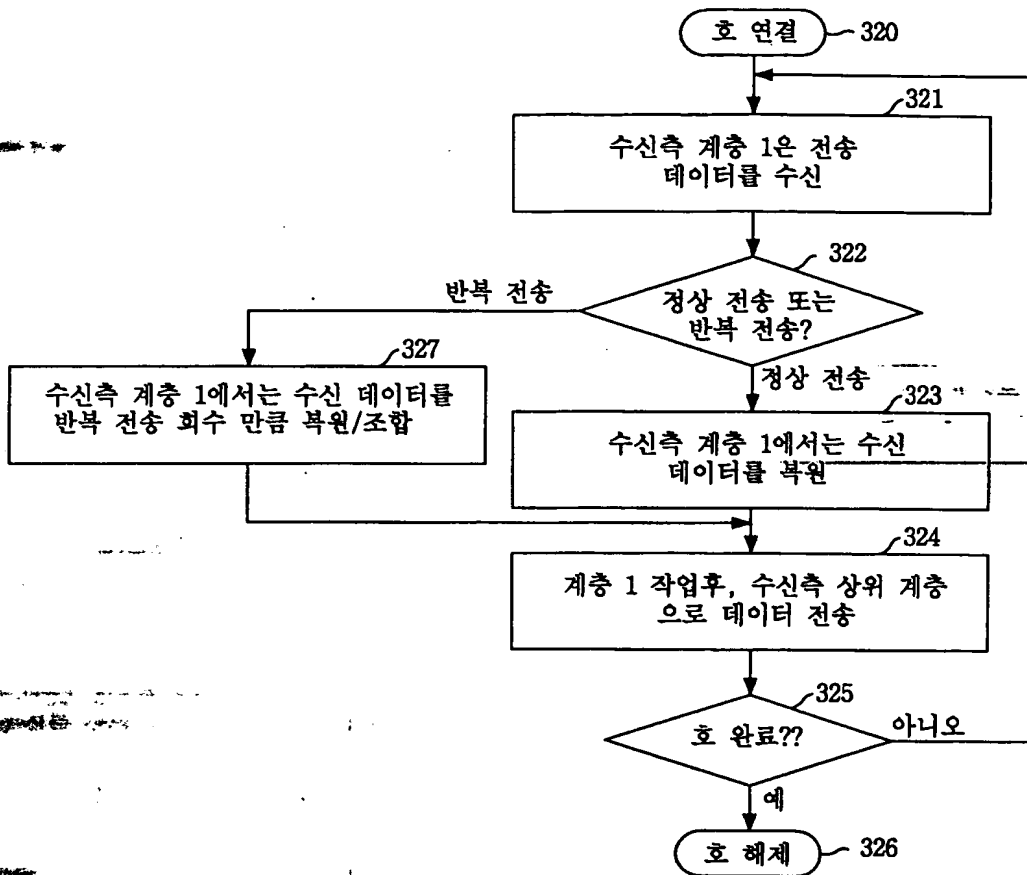 호 연결
320
321
수신측 계층 1은 전송
데이터를 수신
322
정상 전송 또는
반복 전송?
반복 전송
정상 전송
327
수신측 계층 1에서는 수신 데이터를
반복 전송 회수 만큼 복원/조합
323
수신측 계층 1에서는 수신
데이터를 복원
324
계층 1 작업후, 수신측 상위 계층
으로 데이터 전송
325
호 완료??
아니오
예
호 해제
326